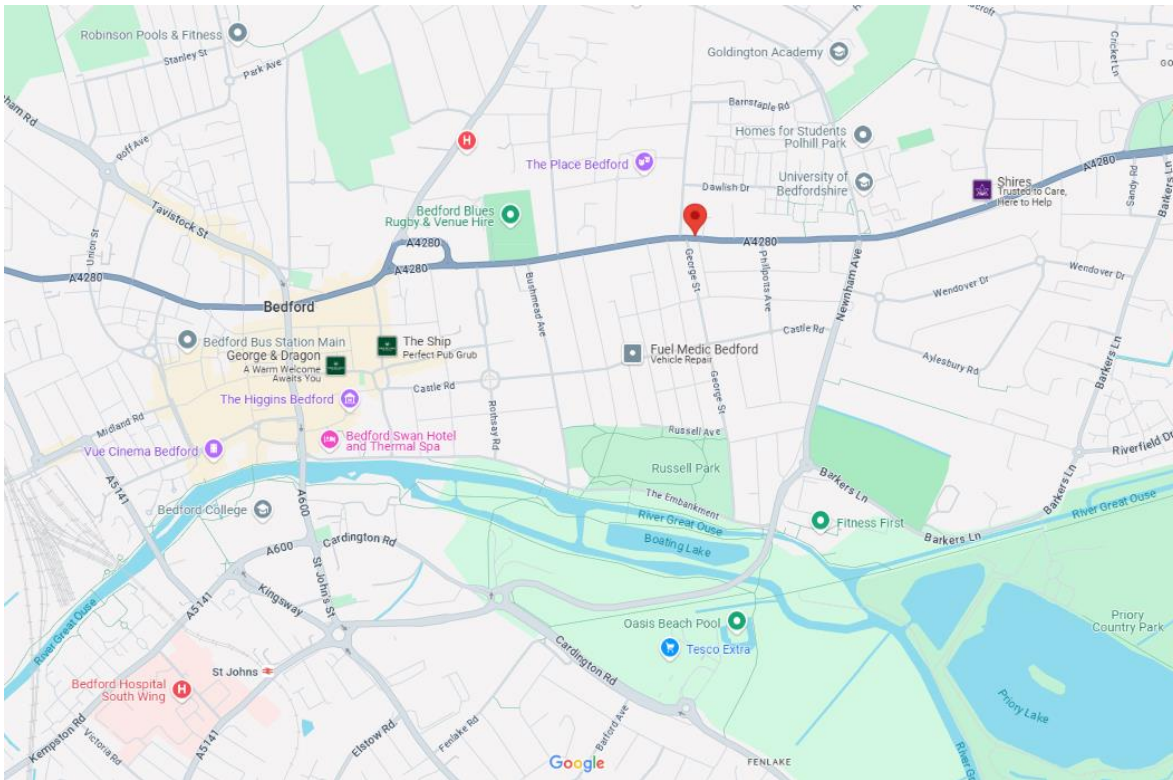 Robinson Pools & Fitness
Stanley St
Park Ave
Goldington Academy
Cricket Ln
Barnstaple Rd
Roff Ave
H
Homes for Students
Polhill Park
The Place Bedford
A4280
Sandy Rd
Barkers Ln
University of
Bedfordshire
Dawlish Dr
Shires
Trusted to Care,
Here to Help
Tavistock St
Bedford Blues
Rugby & Venue Hire
Union St
A4280
A4280
A4280
A4280
George St
Philpotts Ave
Newnham Ave
Bushmead Ave
Wendover Dr
Wendover Dr
Bedford
Bedford Bus Station Main
The Ship
Perfect Pub Grub
George & Dragon
A Warm Welcome
Awaits You
Castle Rd
Fuel Medic Bedford
Vehicle Repair
Aylesbury Rd
Barkers Ln
Castle Rd
George St
The Higgins Bedford
Rothsay Rd
Midland Rd
Bedford Swan Hotel
and Thermal Spa
Russell Ave
Vue Cinema Bedford
Riverfield Dr
Russell Park
Barkers Ln
Barkers Ln
A5141
A600
The Embankment
River Great Ouse
River Great Ouse
Bedford College
Fitness First
Barkers Ln
Cardington Rd
Boating Lake
A600
St John's St
Kingsway
A5141
River Great Ouse
Oasis Beach Pool
Tesco Extra
Priory
Country Park
Cardington Rd
St Johns
Bedford Hospital
South Wing
H
Priory Lake
Kempston Rd
Victoria Rd
A5141
Elstow Rd.
Fenlake Rd
Barford Ave
Google
FENLAKE